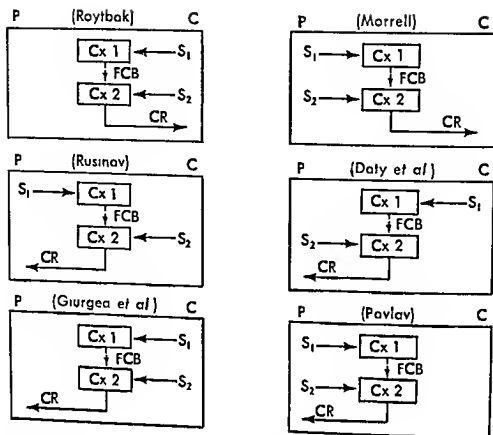 P (Roytbak) C
Cx 1 S₁
FCB
Cx 2 S₂
CR
P (Morrell) C
S₁ Cx 1
FCB
S₂ Cx 2
CR
P (Rusinav) C
S₁ Cx 1
FCB
Cx 2 S₂
CR
P (Daty et al) C
Cx 1 S₁
FCB
S₂ Cx 2
CR
P (Giurgea et al) C
Cx 1 S₁
FCB
Cx 2 S₂
CR
P (Pavlav) C
S₁ Cx 1
FCB
S₂ Cx 2
CR